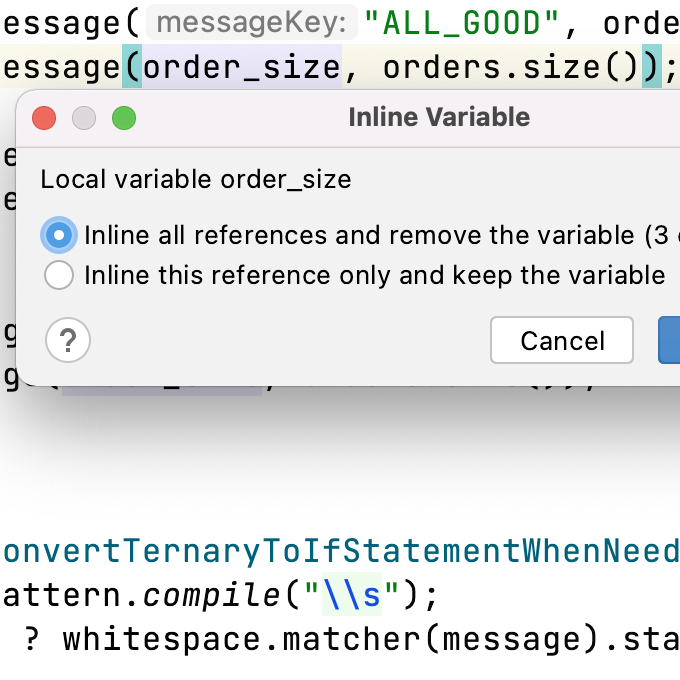 essage( messageKey: "ALL_GOOD", orde
essage(order_size, orders.size());
Inline Variable
Local variable order_size
Inline all references and remove the variable (3
Inline this reference only and keep the variable
? Cancel
onvertTernaryToIfStatementWhenNeed
attern.compile("\\s");
? whitespace.matcher(message).sta